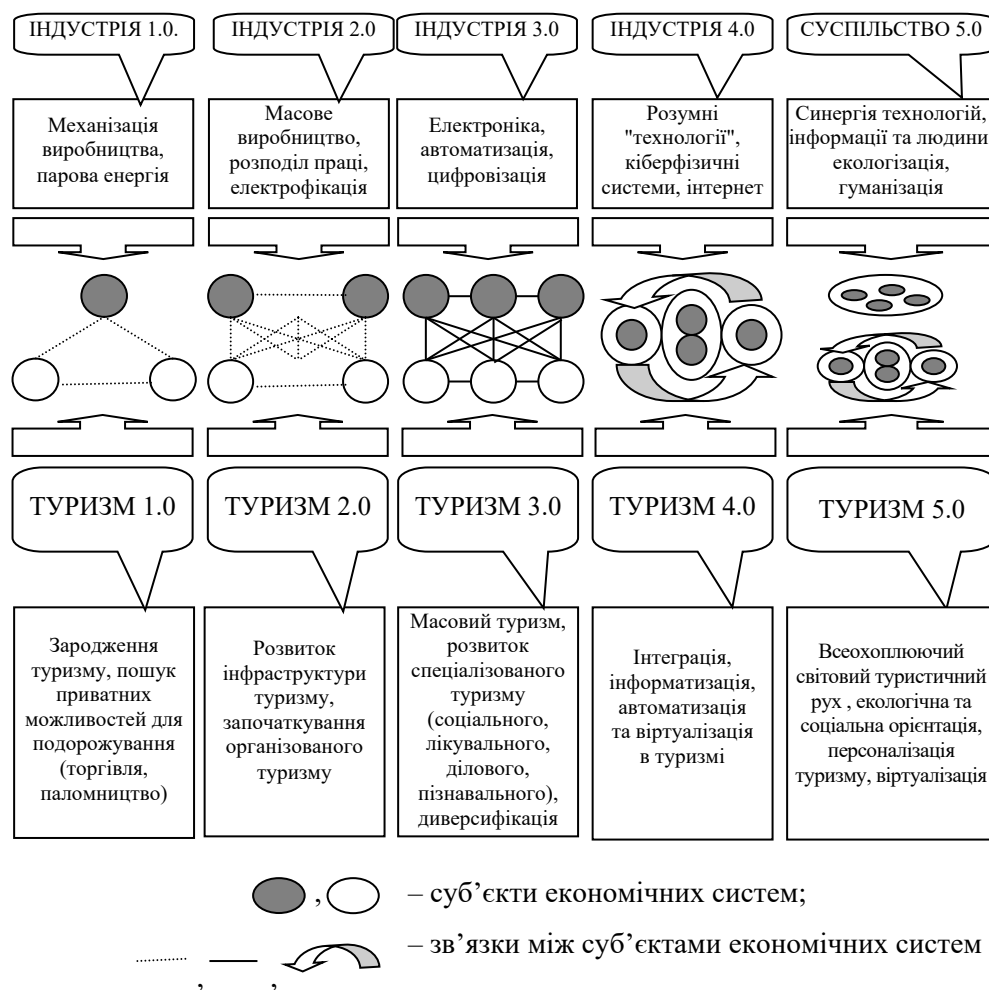 ІНДУСТРІЯ 1.0.
ІНДУСТРІЯ 2.0
ІНДУСТРІЯ 3.0
ІНДУСТРІЯ 4.0
СУСПІЛЬСТВО 5.0
Механізація
виробництва,
парова енергія
Масове
виробництво,
розподіл праці,
електрофікація
Електроніка,
автоматизація,
цифровізація
Розумні
"технології",
кіберфізичні
системи, інтернет
Синергія технологій,
інформації та людини
екологізація,
гуманізація
ТУРИЗМ 1.0
ТУРИЗМ 2.0
ТУРИЗМ 3.0
ТУРИЗМ 4.0
ТУРИЗМ 5.0
Зародження
туризму, пошук
приватних
можливостей для
подорожування
(торгівля,
паломництво)
Розвиток
інфраструктури
туризму,
започаткування
організованого
туризму
Масовий туризм,
розвиток
спеціалізованого
туризму
(соціального,
лікувального,
ділового,
пізнавального),
диверсифікація
Інтеграція,
інформатизація,
автоматизація
та віртуалізація
в туризмі
Всеохоплюючий
світовий туристичний
рух , екологічна та
соціальна орієнтація,
персоналізація
туризму, віртуалізація
, – суб’єкти економічних систем;
– зв’язки між суб’єктами економічних систем
, ,